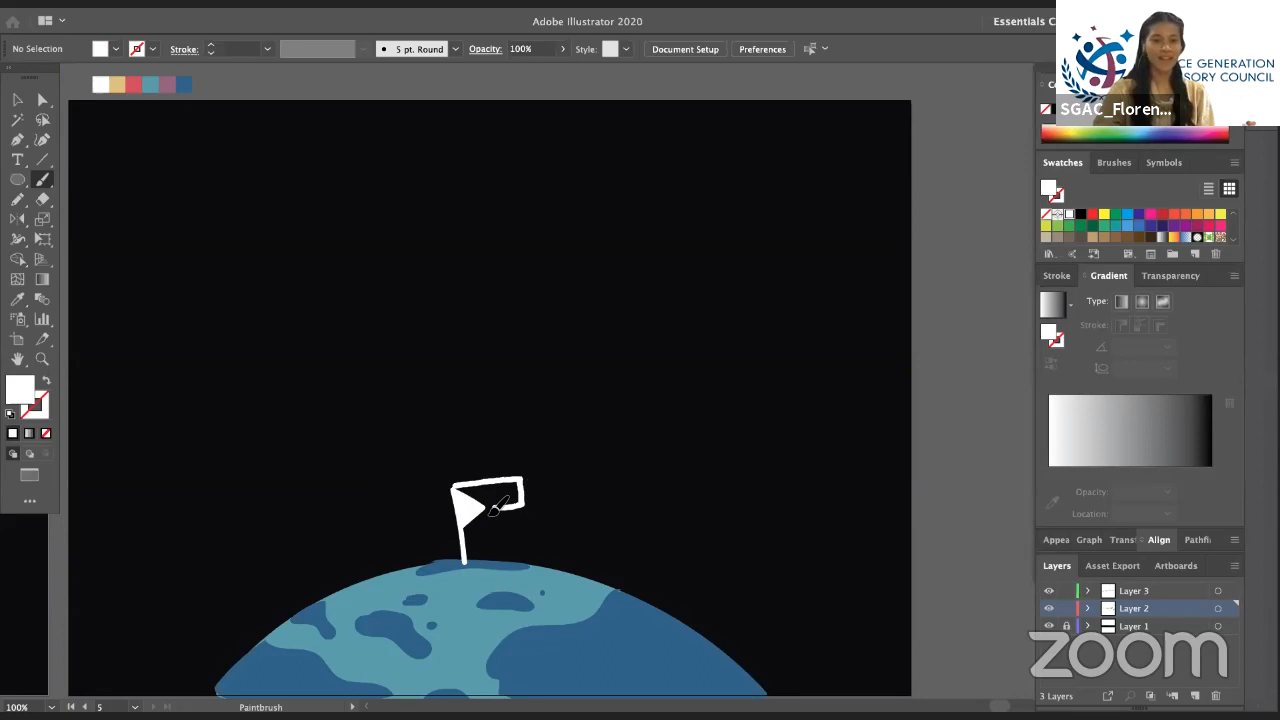 Adobe Illustrator 2020
Essentials C
No Selection
Stroke:
5 pt. Round
Opacity:
100%
Style:
Document Setup
Preferences
CE GENERATION
SORY COUNCIL
SGAC_Floren...
Swatches
Brushes
Symbols
Stroke
Gradient
Transparency
Type:
Stroke:
Opacity:
Location:
Appea
Graph
Trans
Align
Pathfi
Layers
Asset Export
Artboards
Layer 3
Layer 2
Layer 1
zoom
3 Layers
100%
5
Paintbrush